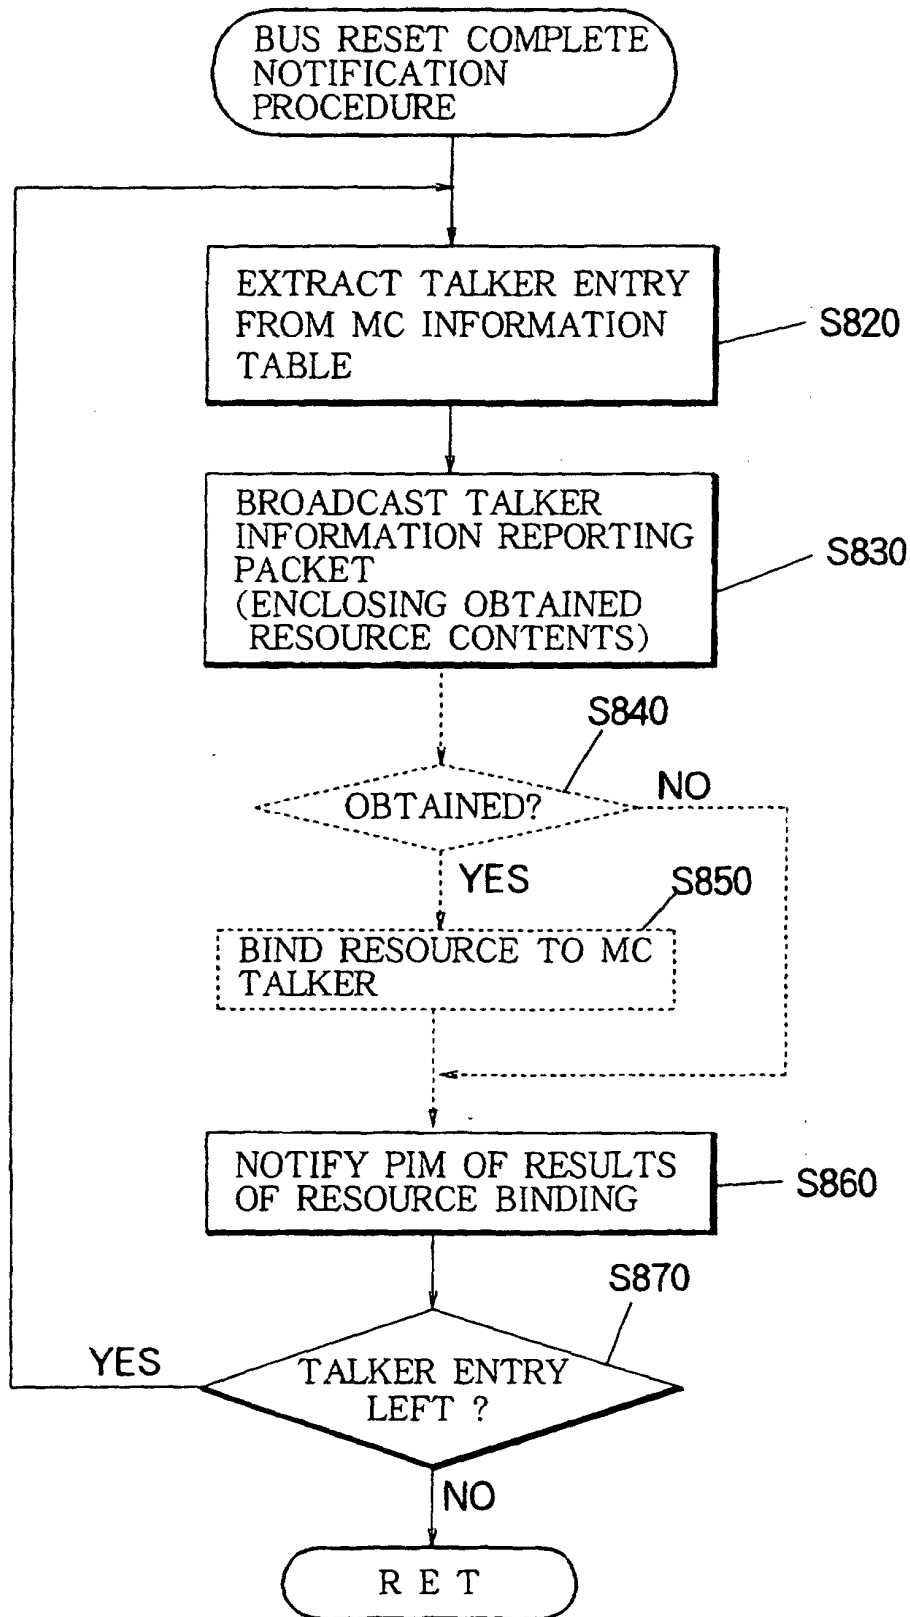 BUS RESET COMPLETE
NOTIFICATION
PROCEDURE
EXTRACT TALKER ENTRY
FROM MC INFORMATION
TABLE
S820
BROADCAST TALKER
INFORMATION REPORTING
PACKET
(ENCLOSING OBTAINED
RESOURCE CONTENTS)
S830
S840
OBTAINED?
NO
YES
S850
BIND RESOURCE TO MC
TALKER
NOTIFY PIM OF RESULTS
OF RESOURCE BINDING
S860
S870
YES
TALKER ENTRY
LEFT ?
NO
R E T